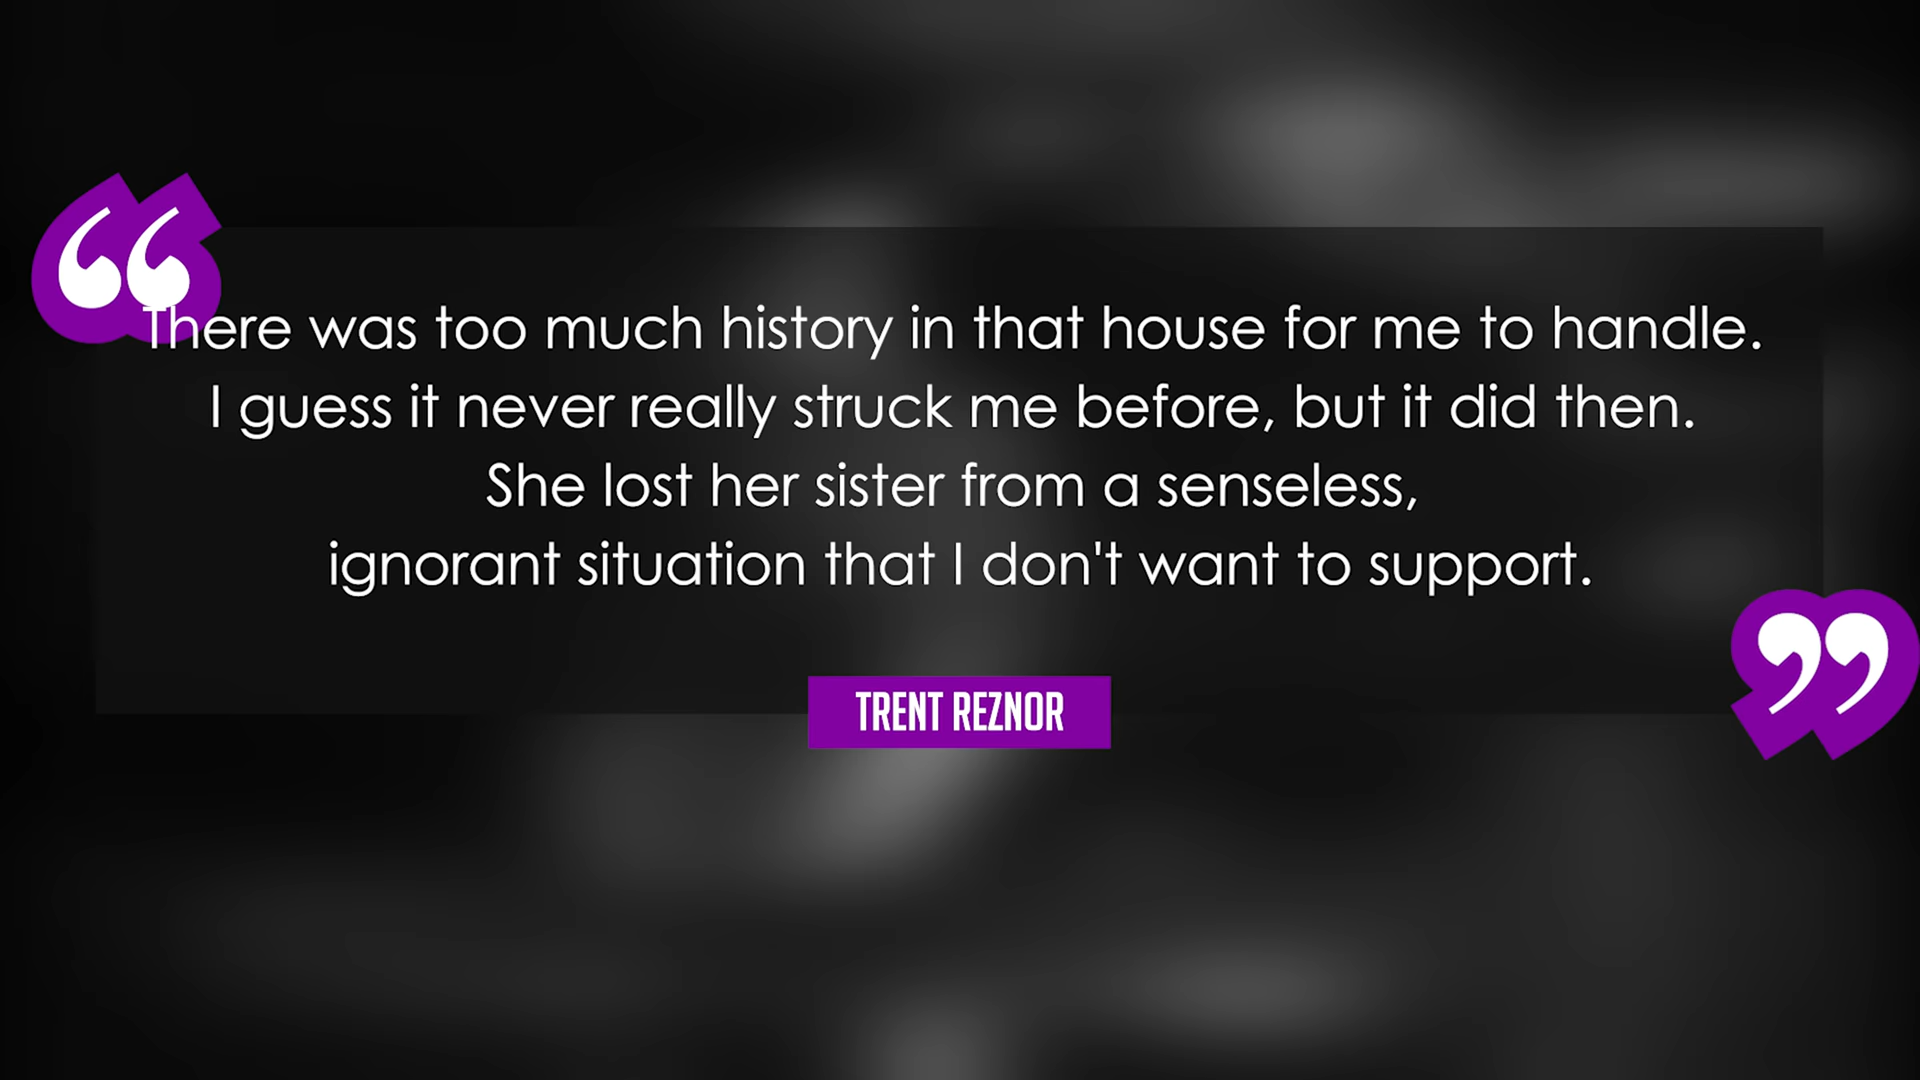 “
There was too much history in that house for me to handle.
I guess it never really struck me before, but it did then.
She lost her sister from a senseless,
ignorant situation that I don't want to support.
”
TRENT REZNOR